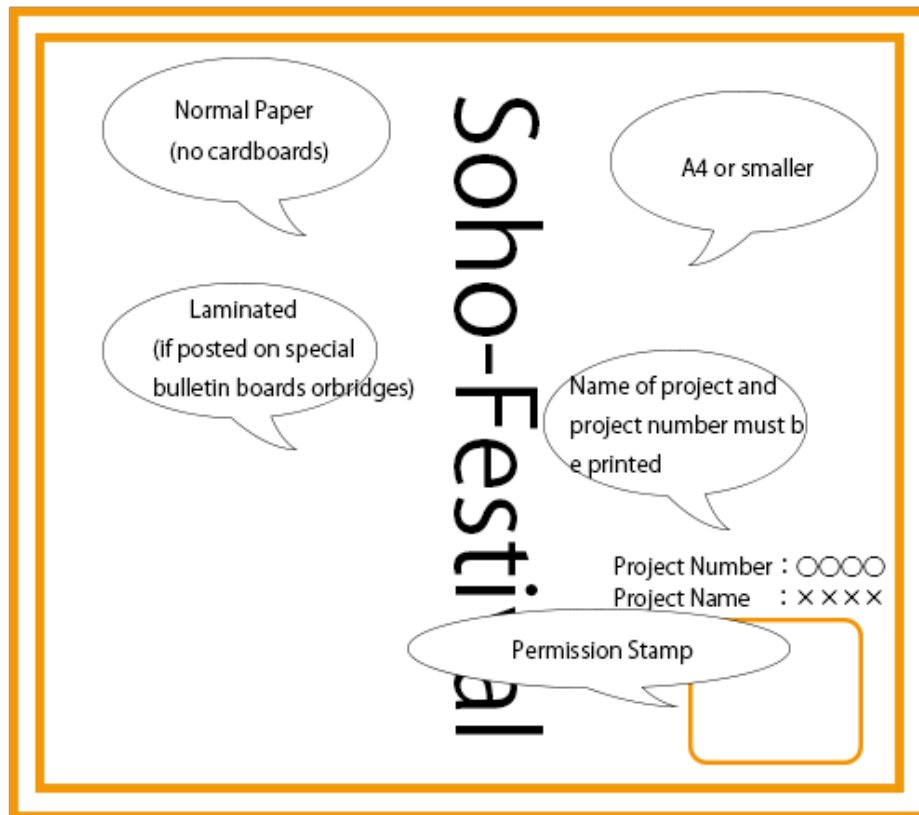 Normal Paper
(no cardboards)
A4 or smaller
Soho-Festival
Laminated
(if posted on special
bulletin boards orbridges)
Name of project and
project number must b
e printed
Project Number：○○○○
Project Name　：××××
Permission Stamp